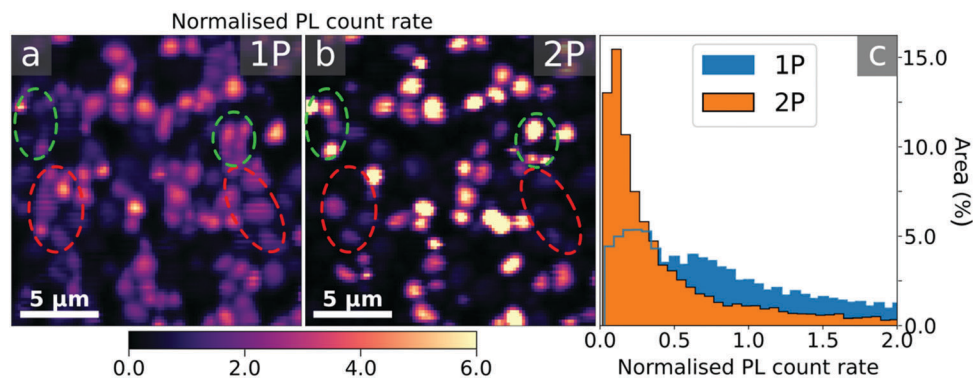 Normalised PL count rate
a 1P
b 2P
c
1P
2P
15.0
10.0
5.0
0.0
Area (%)
5 μm
5 μm
0.0 2.0 4.0 6.0
0.0 0.5 1.0 1.5 2.0
Normalised PL count rate